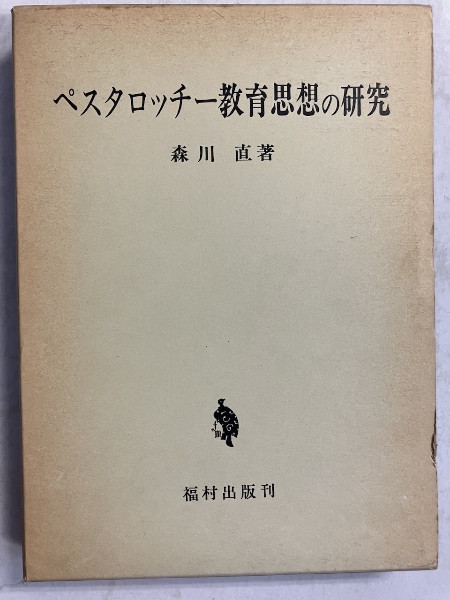 ペスタロッチー教育思想の研究
森川 直著
福村出版刊